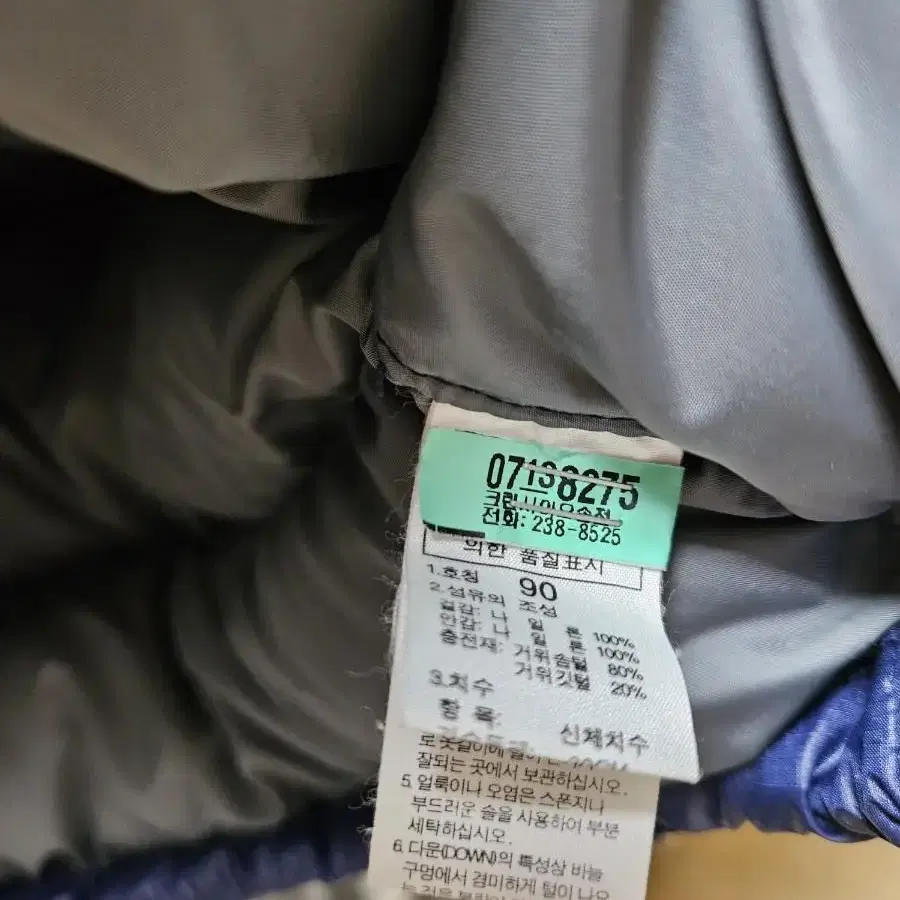 07138275
전화: 238-8525
의한 품질표시
1.호칭 90
2.섬유의 조성
겉감: 나 일 론 100%
안감: 나 일 론 100%
충전재: 거위솜털 80%
거위깃털 20%
3.치수
항 목: 신체치수
잘되는 곳에서 보관하십시오.
5. 얼룩이나 오염은 스폰지나
부드러운 솔을 사용하여 부분
세탁하십시오.
6. 다운(DOWN)의 특성상 바늘
구멍에서 경미하게 털이 나오